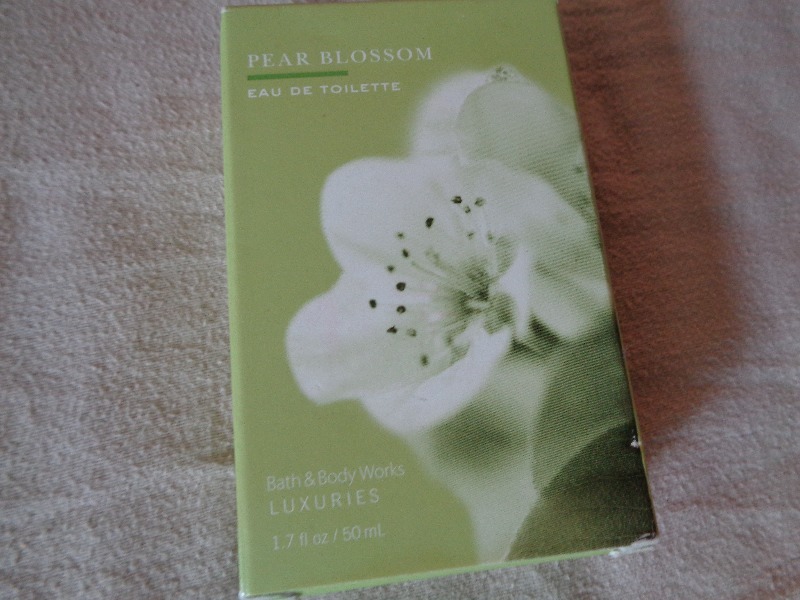 PEAR BLOSSOM
EAU DE TOILETTE
Bath & Body Works
LUXURIES
1.7 fl oz / 50 mL